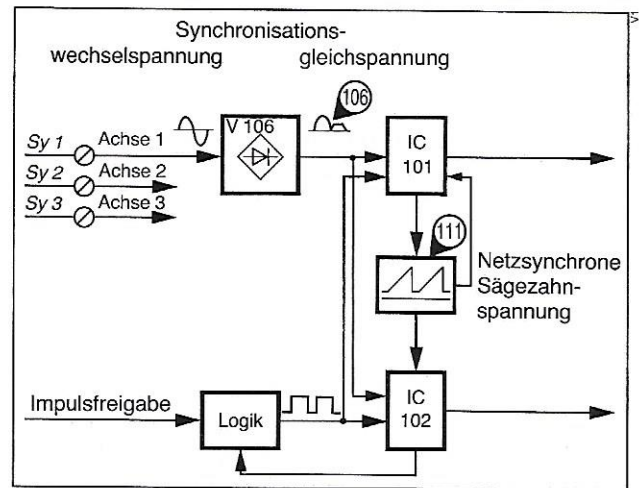 Synchronisations-
wechselspannung gleichspannung
106
Sy 1 Achse 1
V 106
IC
101
Sy 2 Achse 2
Sy 3 Achse 3
111
Netzsynchrone
Sägezahn-
spannung
Impulsfreigabe
Logik
IC
102